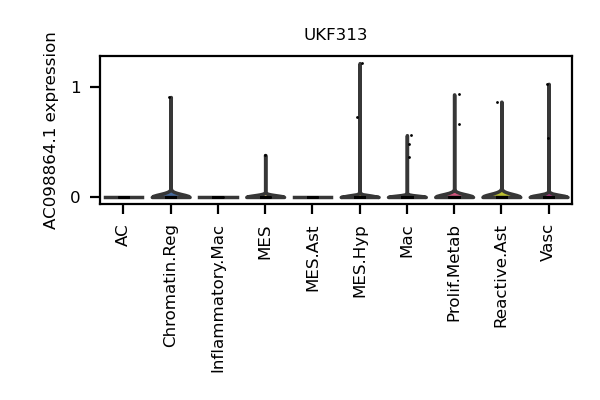 UKF313
AC098864.1 expression
1
0
AC
Chromatin.Reg
Inflammatory.Mac
MES
MES.Ast
MES.Hyp
Mac
Prolif.Metab
Reactive.Ast
Vasc